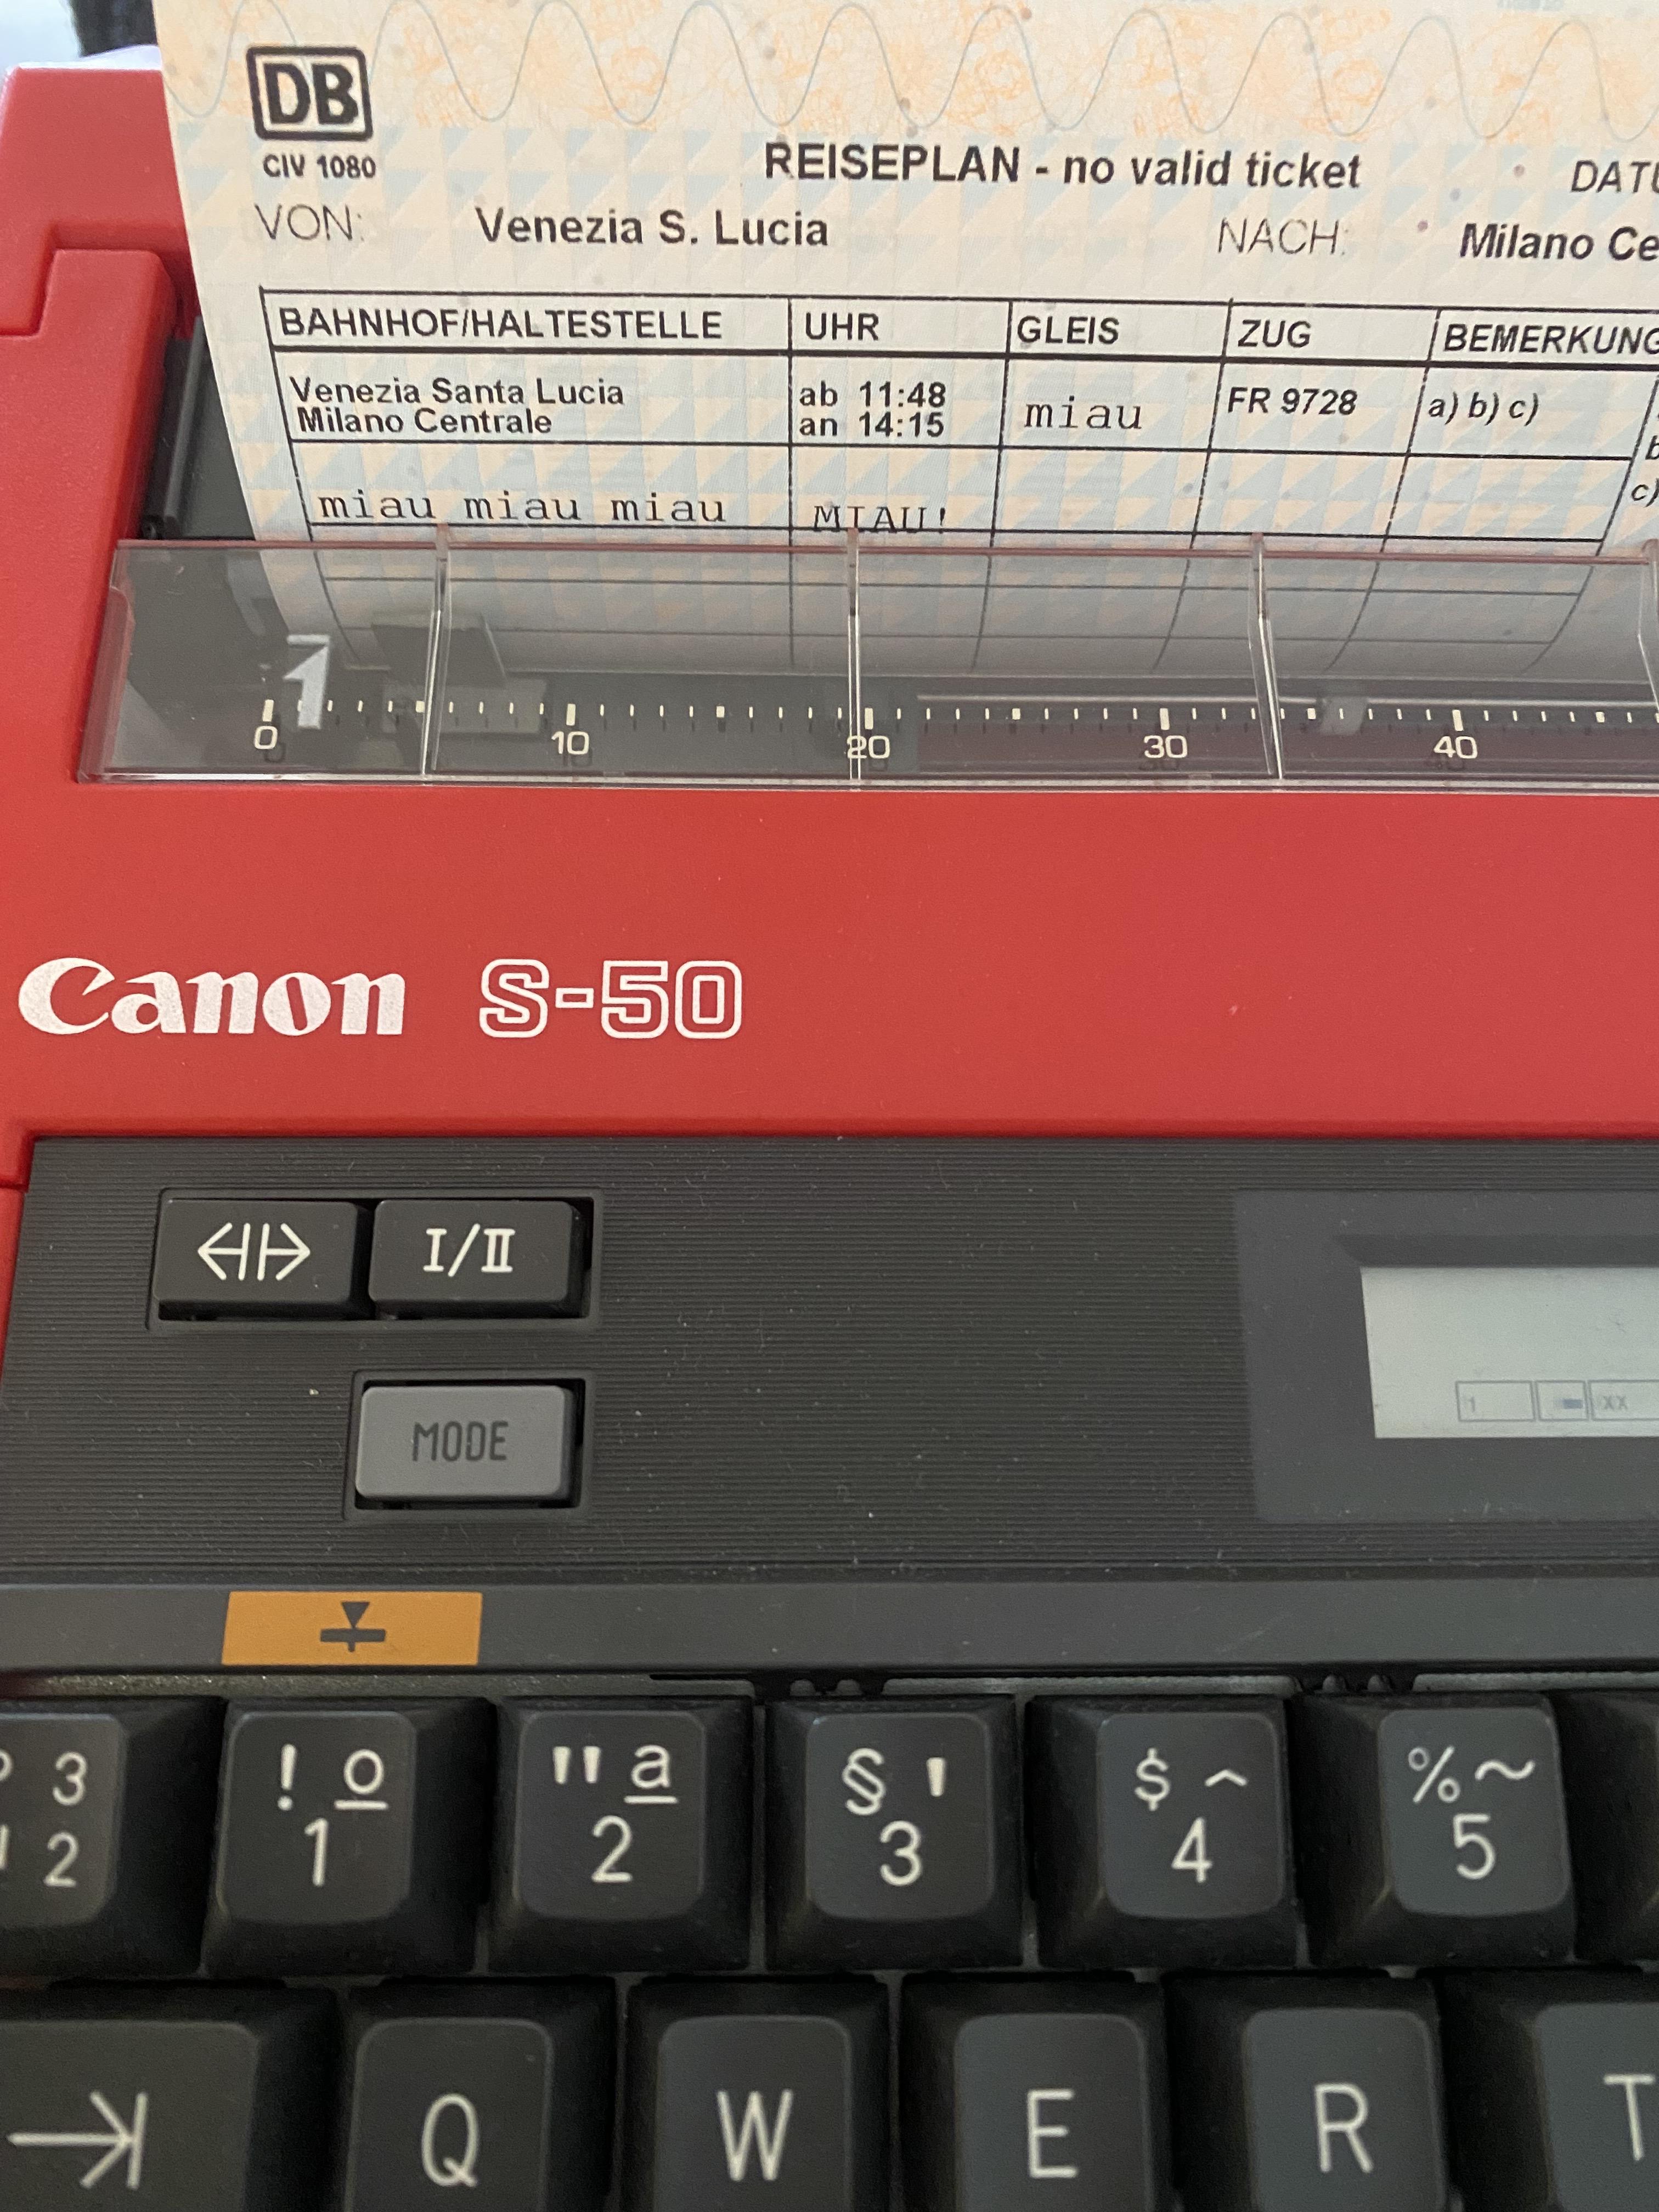 DB
CIV 1080
REISEPLAN - no valid ticket
VON: Venezia S. Lucia NACH: Milano
BAHNHOF/HALTESTELLE UHR GLEIS ZUG BEMERKUNG
Venezia Santa Lucia ab 11:48 miau FR 9728 a) b) c)
Milano Centrale an 14:15
c)
miau miau miau MIAU!
0 10 20 30 40
Canon S-50
I/II
MODE
3 ! º " ª § ' $ ^ % ~
2 1 2 3 4 5
Q W E R T